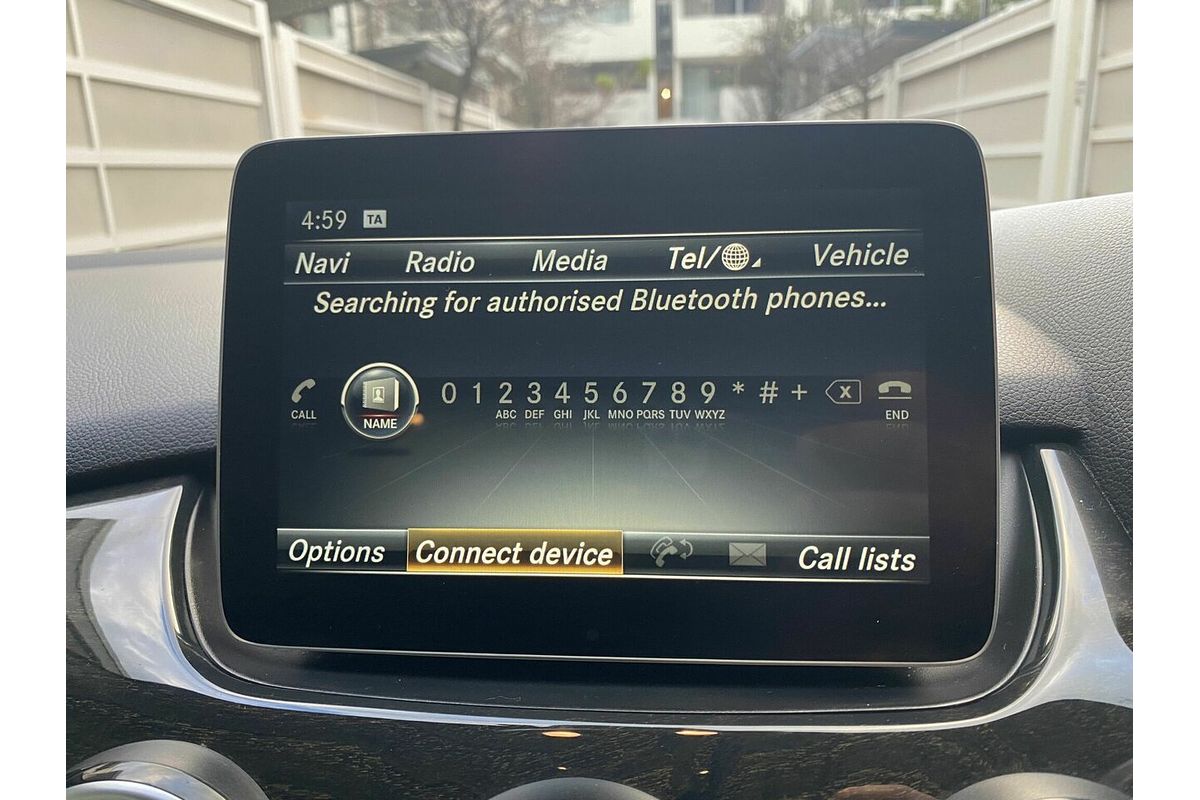 4:59 TA
Navi Radio Media Tel/ Vehicle
Searching for authorised Bluetooth phones...
0 1 2 3 4 5 6 7 8 9 * # + X
CALL NAME ABC DEF GHI JKL MNO PQRS TUV WXYZ END
Options Connect device Call lists